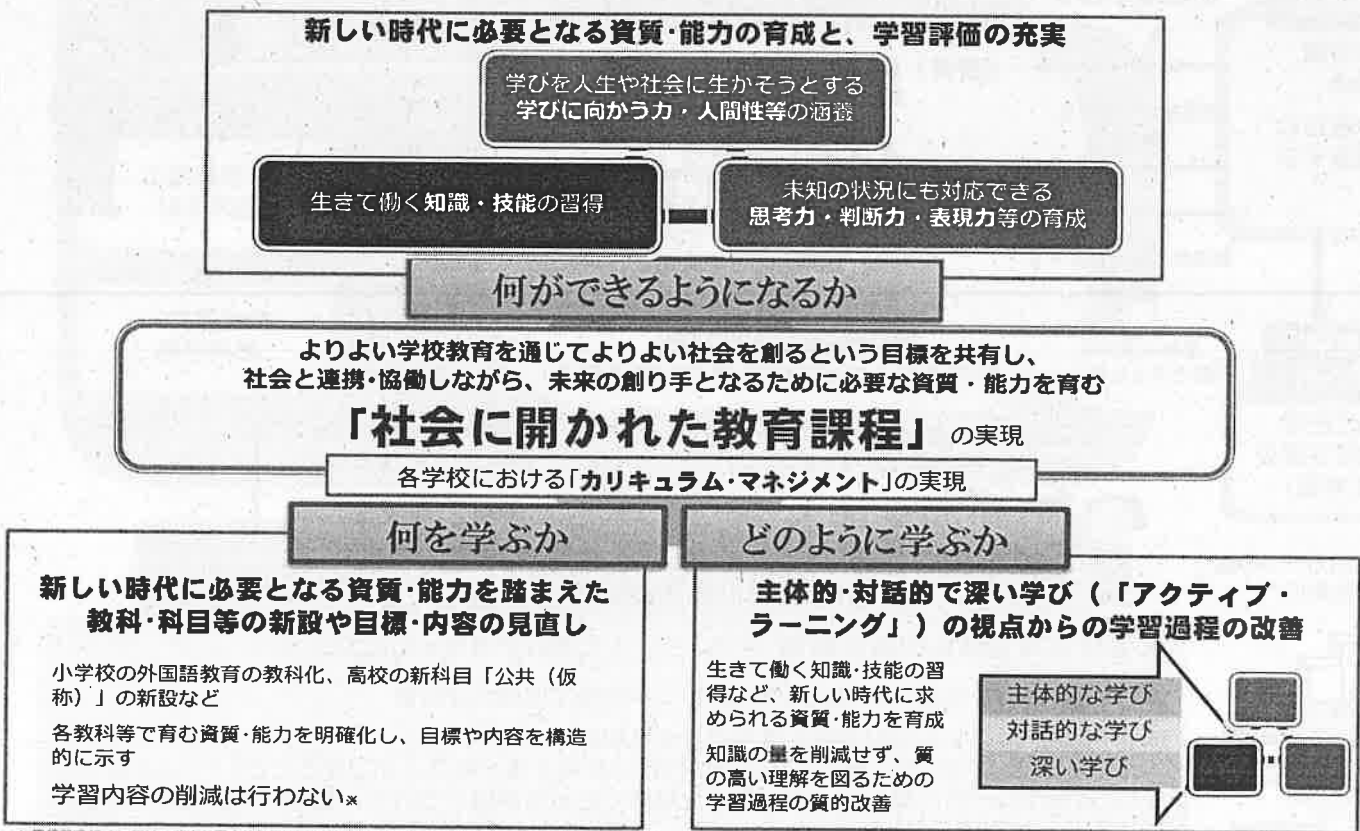 新しい時代に必要となる資質･能力の育成と、学習評価の充実
学びを人生や社会に生かそうとする
学びに向かう力・人間性等の涵養
生きて働く知識・技能の習得
未知の状況にも対応できる
思考力・判断力・表現力等の育成
何ができるようになるか
よりよい学校教育を通じてよりよい社会を創るという目標を共有し、
社会と連携･協働しながら、未来の創り手となるために必要な資質・能力を育む
「社会に開かれた教育課程」の実現
各学校における「カリキュラム･マネジメント」の実現
何を学ぶか
新しい時代に必要となる資質･能力を踏まえた
教科･科目等の新設や目標･内容の見直し
小学校の外国語教育の教科化、高校の新科目「公共（仮
称）」の新設など
各教科等で育む資質･能力を明確化し、目標や内容を構造
的に示す
学習内容の削減は行わない※
どのように学ぶか
主体的･対話的で深い学び（「アクティブ・
ラーニング」）の視点からの学習過程の改善
生きて働く知識・技能の習
得など、新しい時代に求
められる資質･能力を育成
知識の量を削減せず、質
の高い理解を図るための
学習過程の質的改善
主体的な学び
対話的な学び
深い学び